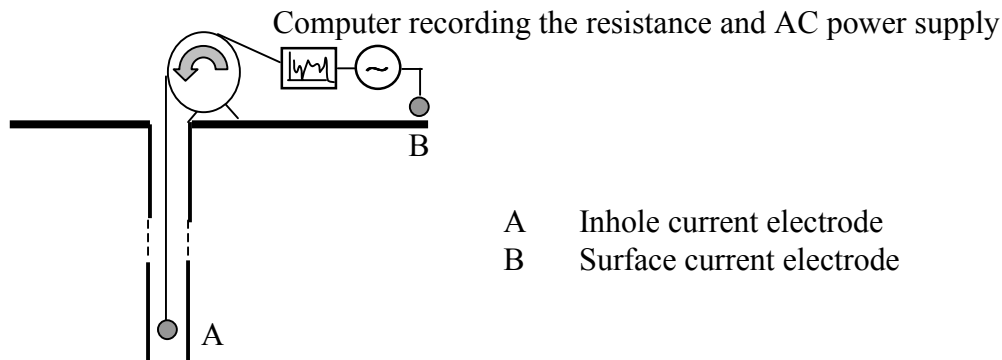 Computer recording the resistance and AC power supply
~
B
A Inhole current electrode
B Surface current electrode
A